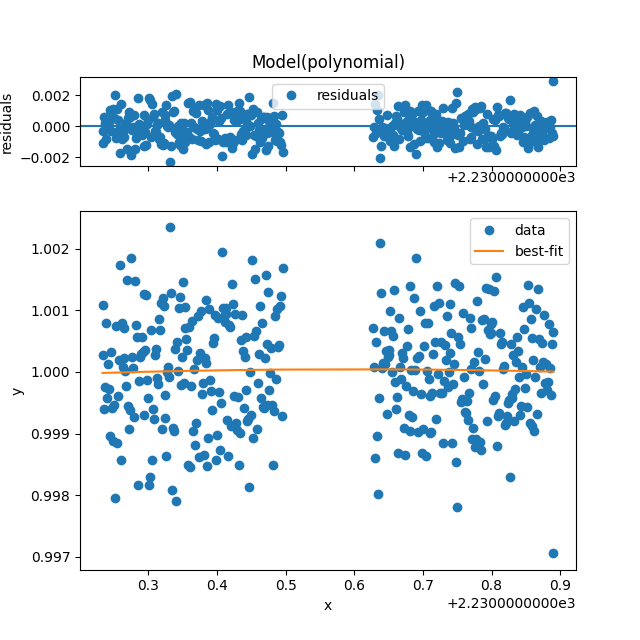 Model(polynomial)
residuals
0.002
0.000
−0.002
residuals
+2.2300000000e3
y
1.002
1.001
1.000
0.999
0.998
0.997
data
best-fit
0.3 0.4 0.5 0.6 0.7 0.8 0.9
x
+2.2300000000e3